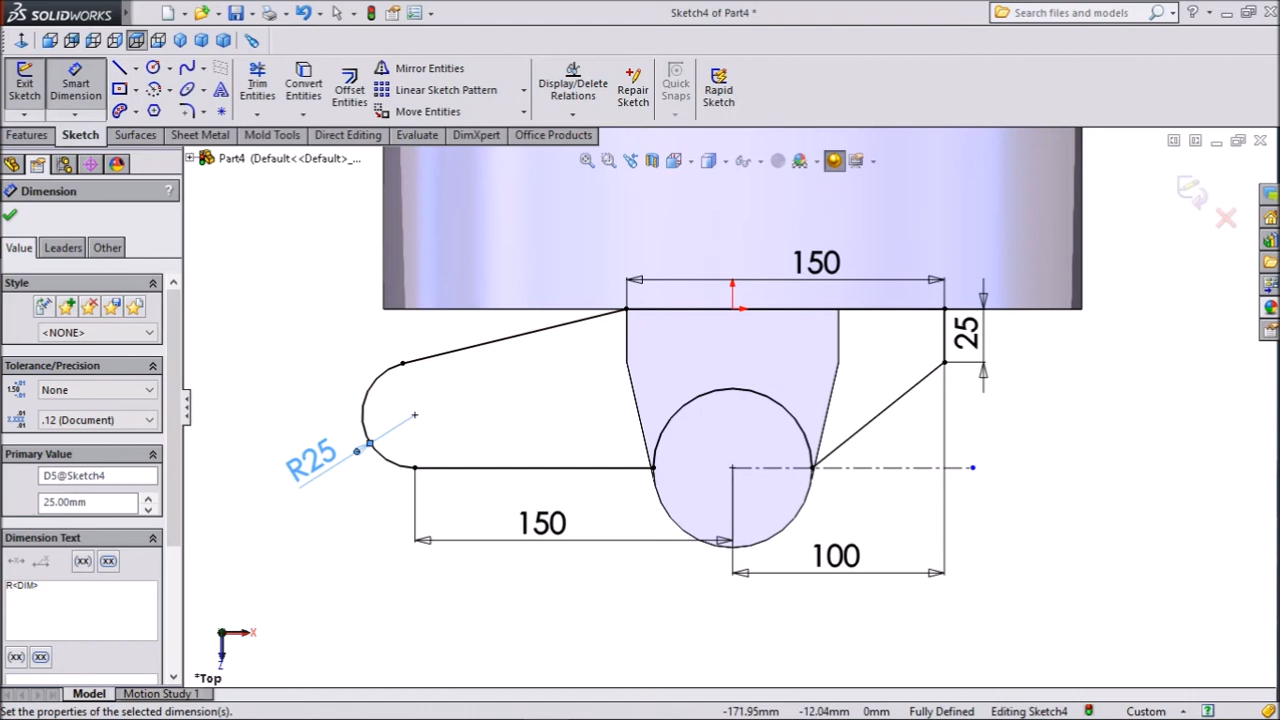 SOLIDWORKS
Sketch4 of Part4 *
Search files and models
Exit Sketch
Smart Dimension
Trim Entities
Convert Entities
Offset Entities
Mirror Entities
Linear Sketch Pattern
Move Entities
Display/Delete Relations
Repair Sketch
Quick Snaps
Rapid Sketch
Features Sketch Surfaces Sheet Metal Mold Tools Direct Editing Evaluate DimXpert Office Products
Part4 (Default<<Default>_...
Dimension ?
Value Leaders Other
Style
<NONE>
Tolerance/Precision
None
.12 (Document)
Primary Value
D5@Sketch4
25.00mm
Dimension Text
R<DIM>
150
25
R25
150
100
X
Z
*Top
Model Motion Study 1
Set the properties of the selected dimension(s). -171.95mm -12.04mm 0mm Fully Defined Editing Sketch4 Custom